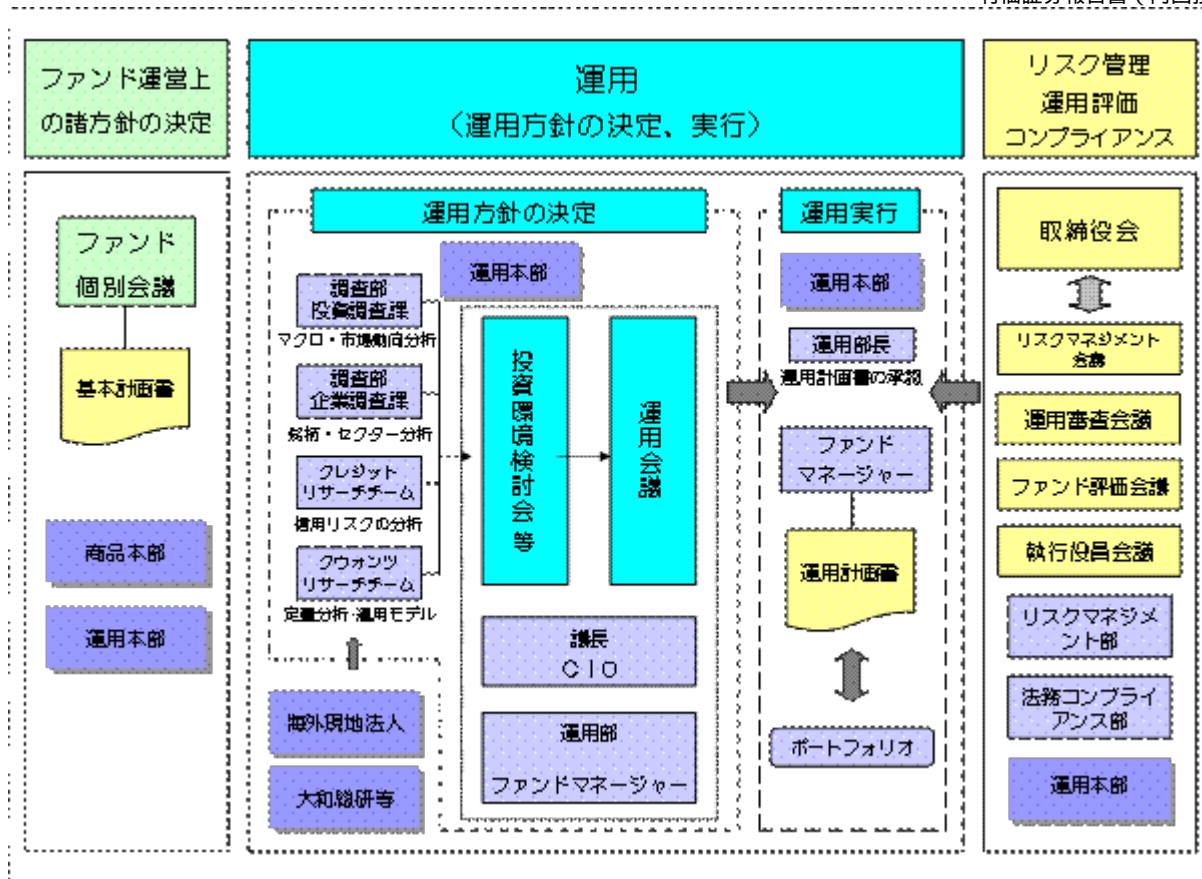 ファンド運営上
の諸方針の決定
運用
（運用方針の決定、実行）
リスク管理
運用評価
コンプライアンス
ファンド
個別会議
基本計画書
商品本部
運用本部
運用方針の決定
運用本部
調査部
投資調査課
マクロ・市場動向分析
調査部
企業調査課
銘柄・セクター分析
クレジット
リサーチチーム
信用リスクの分析
クウォンツ
リサーチチーム
定量分析・運用モデル
海外現地法人
大和総研等
投資環境検討会等
運用会議
議長
ＣＩＯ
運用部
ファンドマネージャー
運用実行
運用本部
運用部長
運用計画書の承認
ファンド
マネージャー
運用計画書
ポートフォリオ
取締役会
リスクマネジメント
会議
運用審査会議
ファンド評価会議
執行役員会議
リスクマネジメ
ント部
法務コンプライ
アンス部
運用本部